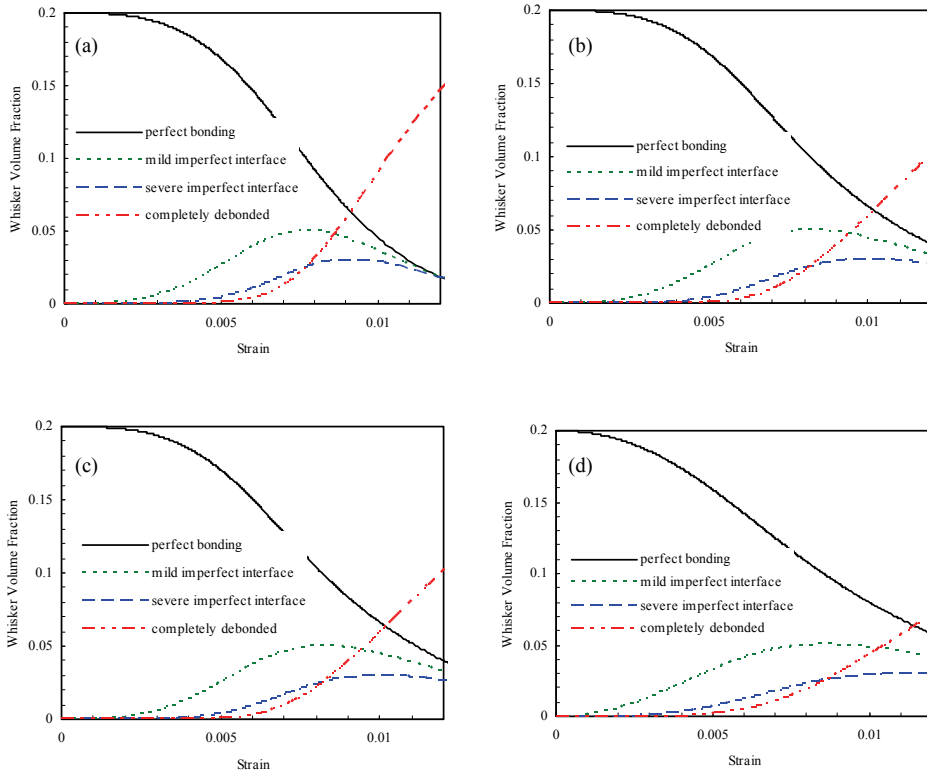 0.2
(a)
0.15
0.1
0.05
0
Whisker Volume Fraction
perfect bonding
mild imperfect interface
severe imperfect interface
completely debonded
0
0.005
0.01
Strain
0.2
(b)
0.15
0.1
0.05
0
Whisker Volume Fraction
perfect bonding
mild imperfect interface
severe imperfect interface
completely debonded
0
0.005
0.01
Strain
0.2
(c)
0.15
0.1
0.05
0
Whisker Volume Fraction
perfect bonding
mild imperfect interface
severe imperfect interface
completely debonded
0
0.005
0.01
Strain
0.2
(d)
0.15
0.1
0.05
0
Whisker Volume Fraction
perfect bonding
mild imperfect interface
severe imperfect interface
completely debonded
0
0.005
0.01
Strain